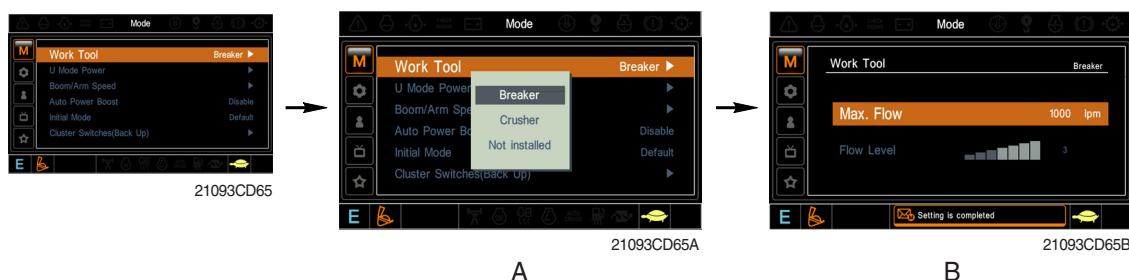 Mode
M
Work Tool Breaker ▶
U Mode Power ▶
Boom/Arm Speed ▶
Auto Power Boost Disable
Initial Mode Default
Cluster Switches(Back Up) ▶
E
21093CD65
Mode
M
Work Tool Breaker ▶
U Mode Power ▶
Boom/Arm Spe ▶
Auto Power Bo Disable
Initial Mode Default
Cluster Switches(Back Up) ▶
Breaker
Crusher
Not installed
E
21093CD65A
A
Mode
M
Work Tool Breaker
Max. Flow 1000 lpm
Flow Level 3
E
Setting is completed
21093CD65B
B